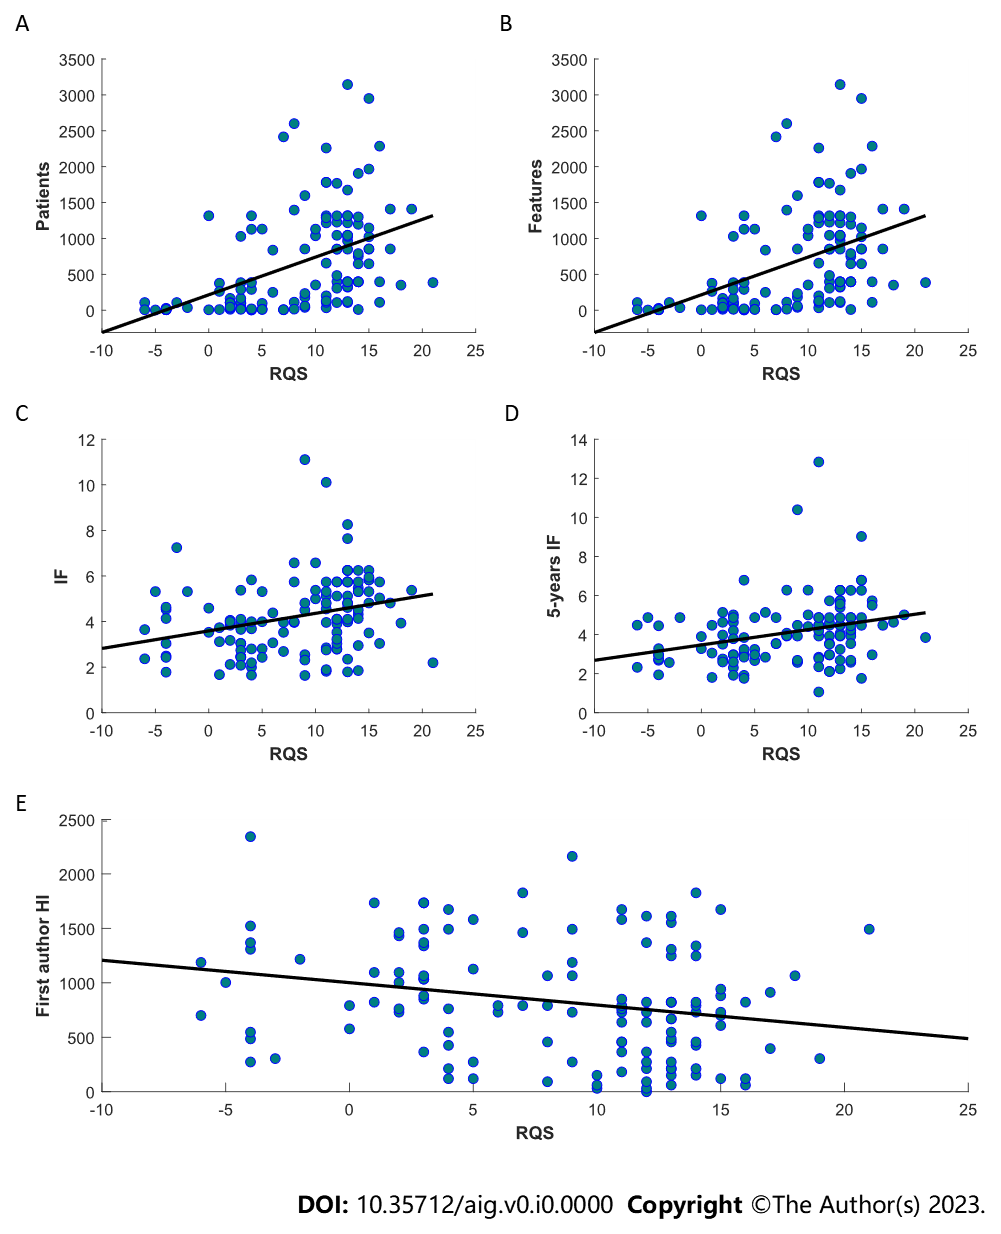 A
B
3500
3000
2500
2000
1500
1000
500
0
-10 -5 0 5 10 15 20 25
Patients
RQS
3500
3000
2500
2000
1500
1000
500
0
-10 -5 0 5 10 15 20 25
Features
RQS
C
D
12
10
8
6
4
2
0
-10 -5 0 5 10 15 20 25
IF
RQS
14
12
10
8
6
4
2
0
-10 -5 0 5 10 15 20 25
5-years IF
RQS
E
2500
2000
1500
1000
500
0
-10 -5 0 5 10 15 20 25
First author HI
RQS
DOI: 10.35712/aig.v0.i0.0000 Copyright ©The Author(s) 2023.